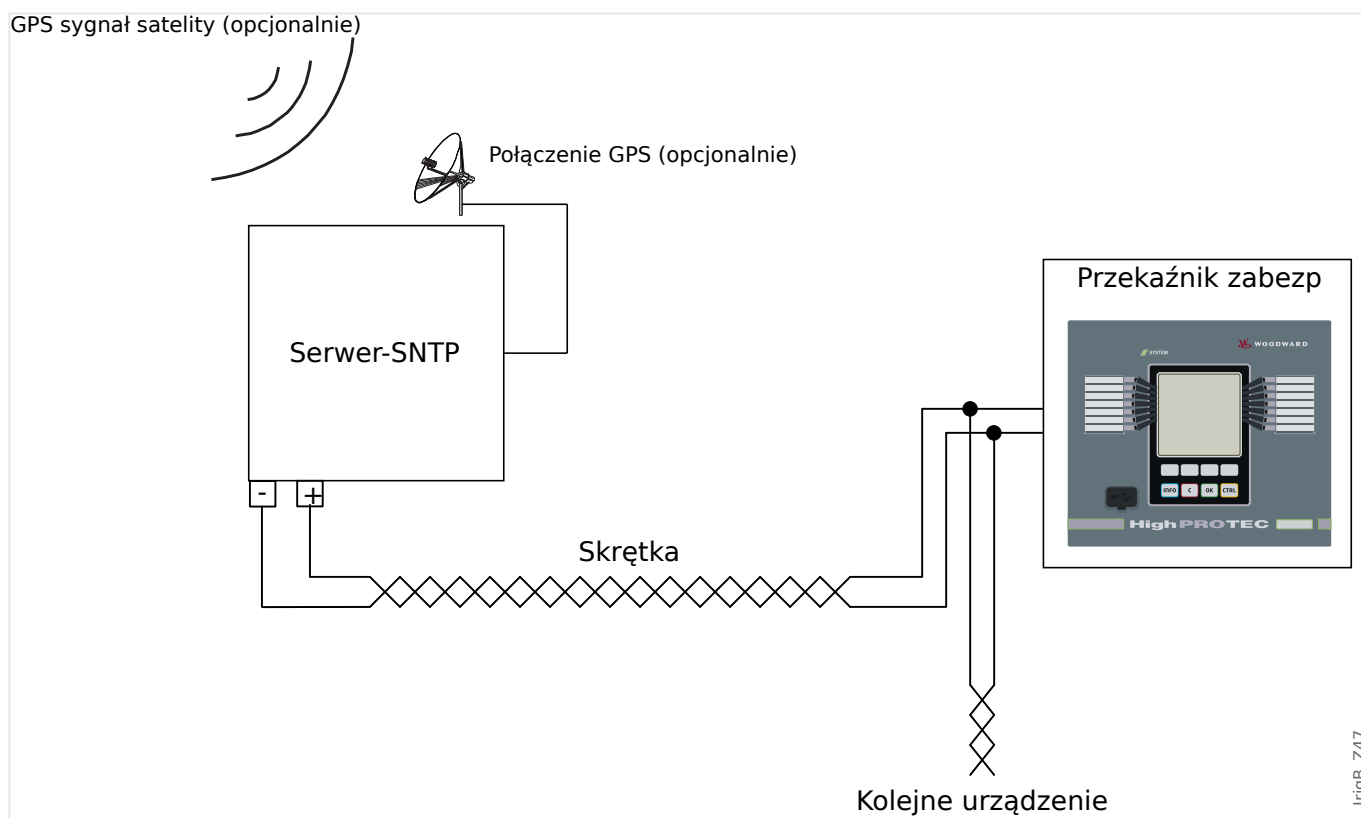 GPS sygnał satelity (opcjonalnie)
Połączenie GPS (opcjonalnie)
Przekaźnik zabezp
SYSTEM
WOODWARD
Serwer-SNTP
- +
INFO C OK CTRL
HighPROTEC
Skrętka
Kolejne urządzenie
IrigB_Z47